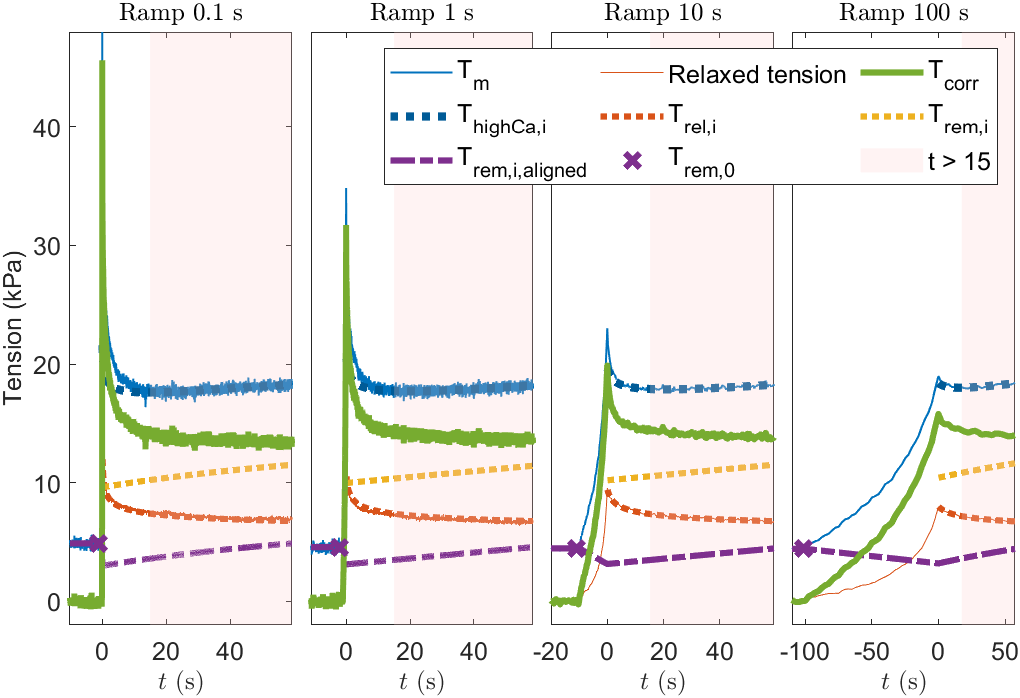 Ramp 0.1 s Ramp 1 s Ramp 10 s Ramp 100 s
T_m Relaxed tension T_corr
T_highCa,i T_rel,i T_rem,i
T_rem,i,aligned T_rem,0 t > 15
Tension (kPa)
40
30
20
10
0
0 20 40 0 20 40 -20 0 20 40 60 -100 -50 0 50
t (s) t (s) t (s) t (s)